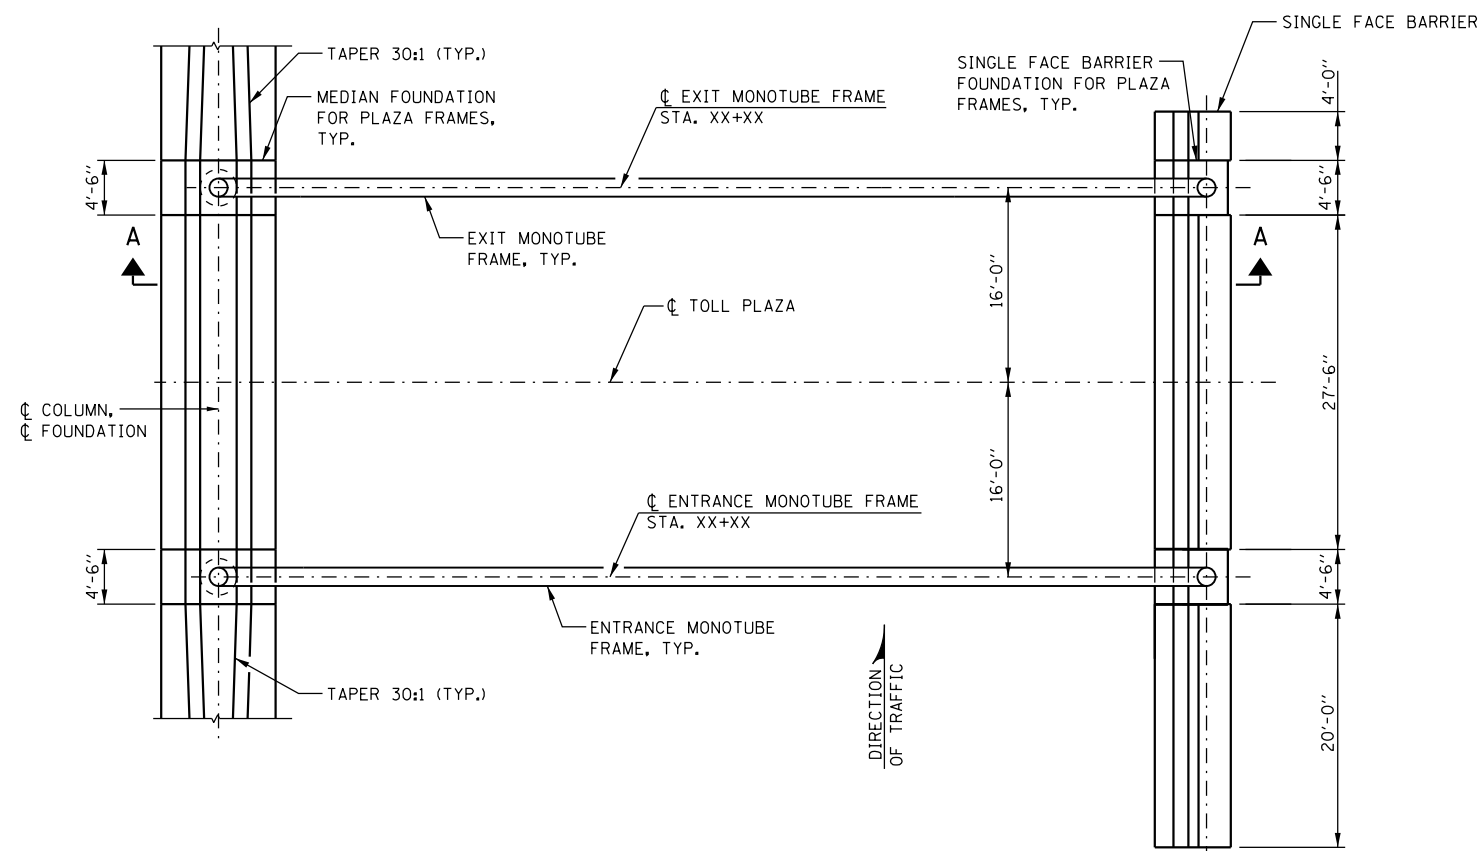 SINGLE FACE BARRIER
TAPER 30:1 (TYP.)
SINGLE FACE BARRIER
FOUNDATION FOR PLAZA
FRAMES, TYP.
4'-0"
MEDIAN FOUNDATION
FOR PLAZA FRAMES,
TYP.
℄ EXIT MONOTUBE FRAME
STA. XX+XX
4'-6"
4'-6"
A
EXIT MONOTUBE
FRAME, TYP.
A
16'-0"
℄ TOLL PLAZA
27'-6"
℄ COLUMN,
℄ FOUNDATION
16'-0"
℄ ENTRANCE MONOTUBE FRAME
STA. XX+XX
4'-6"
4'-6"
ENTRANCE MONOTUBE
FRAME, TYP.
TAPER 30:1 (TYP.)
DIRECTION
OF TRAFFIC
20'-0"